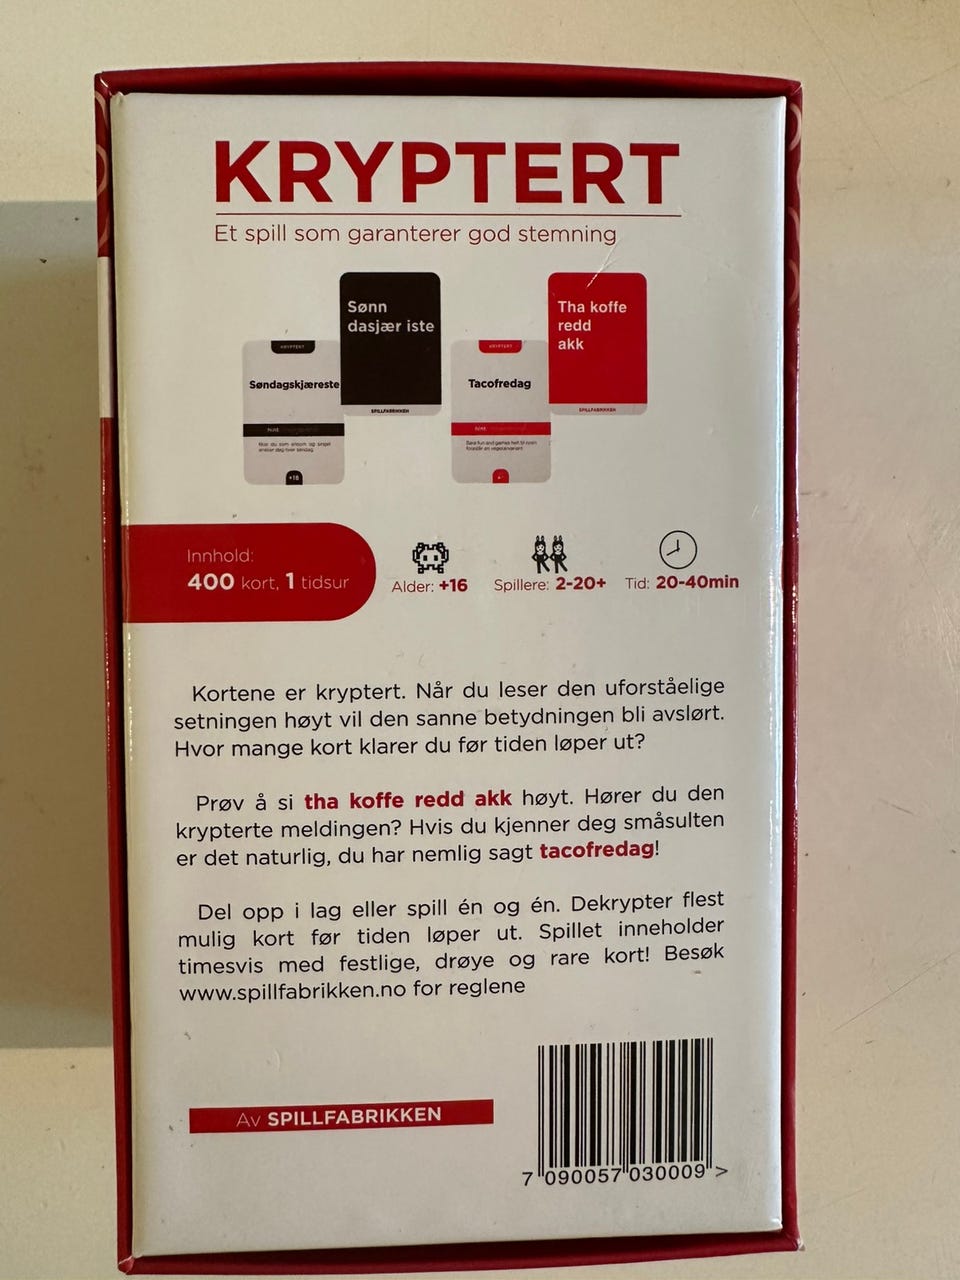 KRYPTERT
Et spill som garanterer god stemning
Sønn
dasjær iste
SPILLFABRIKKEN
KRYPTERT
Søndagskjæreste
+18
Tha koffe
redd
akk
SPILLFABRIKKEN
KRYPTERT
Tacofredag
Innhold:
400 kort, 1 tidsur
Alder: +16
Spillere: 2-20+
Tid: 20-40min
Kortene er kryptert. Når du leser den uforståelige
setningen høyt vil den sanne betydningen bli avslørt.
Hvor mange kort klarer du før tiden løper ut?
Prøv å si tha koffe redd akk høyt. Hører du den
krypterte meldingen? Hvis du kjenner deg småsulten
er det naturlig, du har nemlig sagt tacofredag!
Del opp i lag eller spill én og én. Dekrypter flest
mulig kort før tiden løper ut. Spillet inneholder
timesvis med festlige, drøye og rare kort! Besøk
www.spillfabrikken.no for reglene
Av SPILLFABRIKKEN
7 090057 030009 >